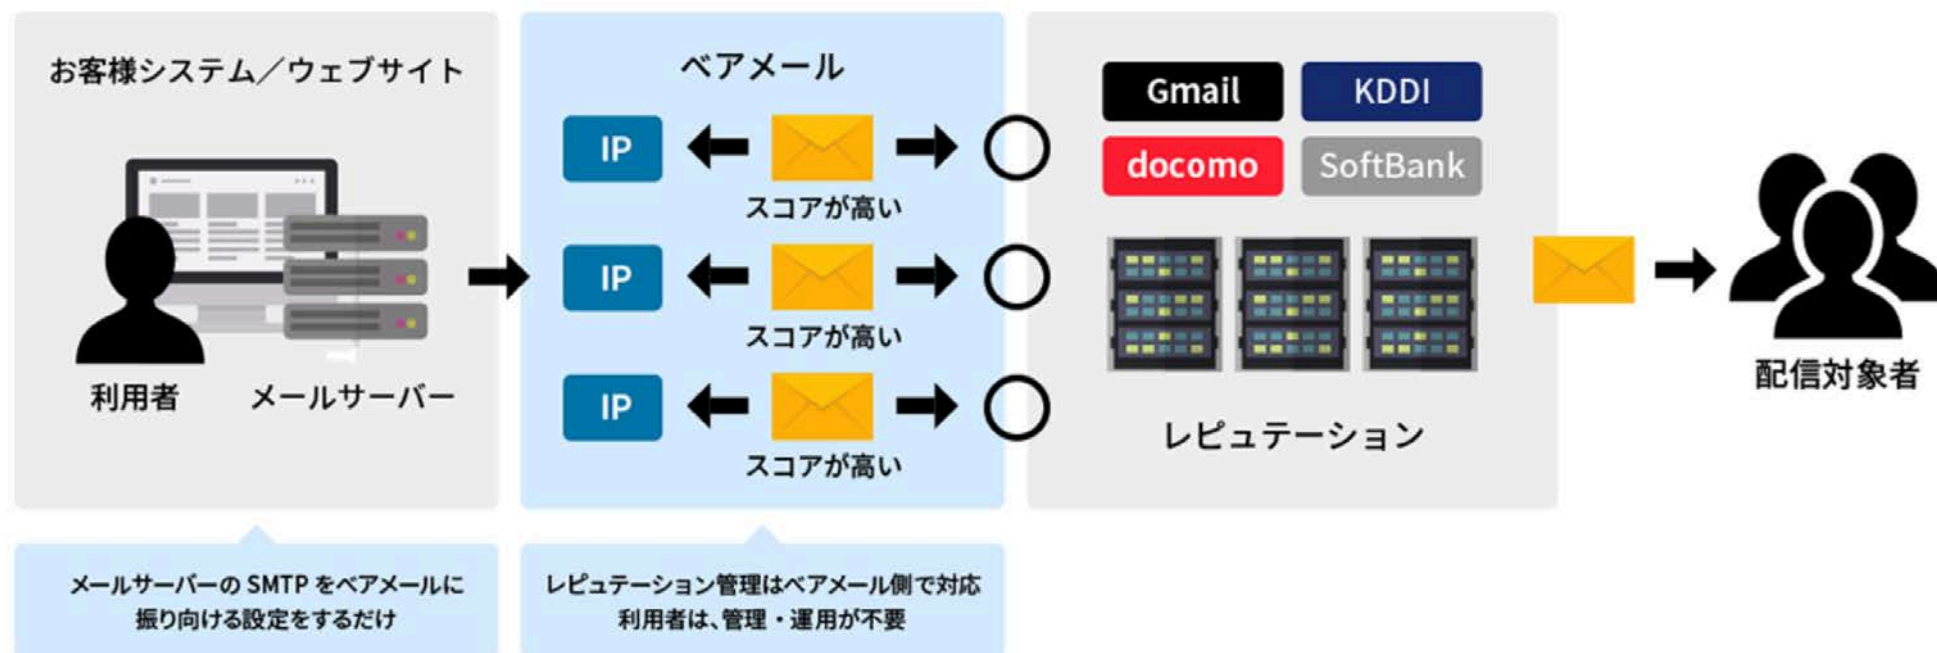 お客様システム／ウェブサイト
利用者
メールサーバー
ベアメール
IP
スコアが高い
IP
スコアが高い
IP
スコアが高い
Gmail
KDDI
docomo
SoftBank
レピュテーション
配信対象者
メールサーバーの SMTP をベアメールに
振り向ける設定をするだけ
レピュテーション管理はベアメール側で対応
利用者は、管理・運用が不要